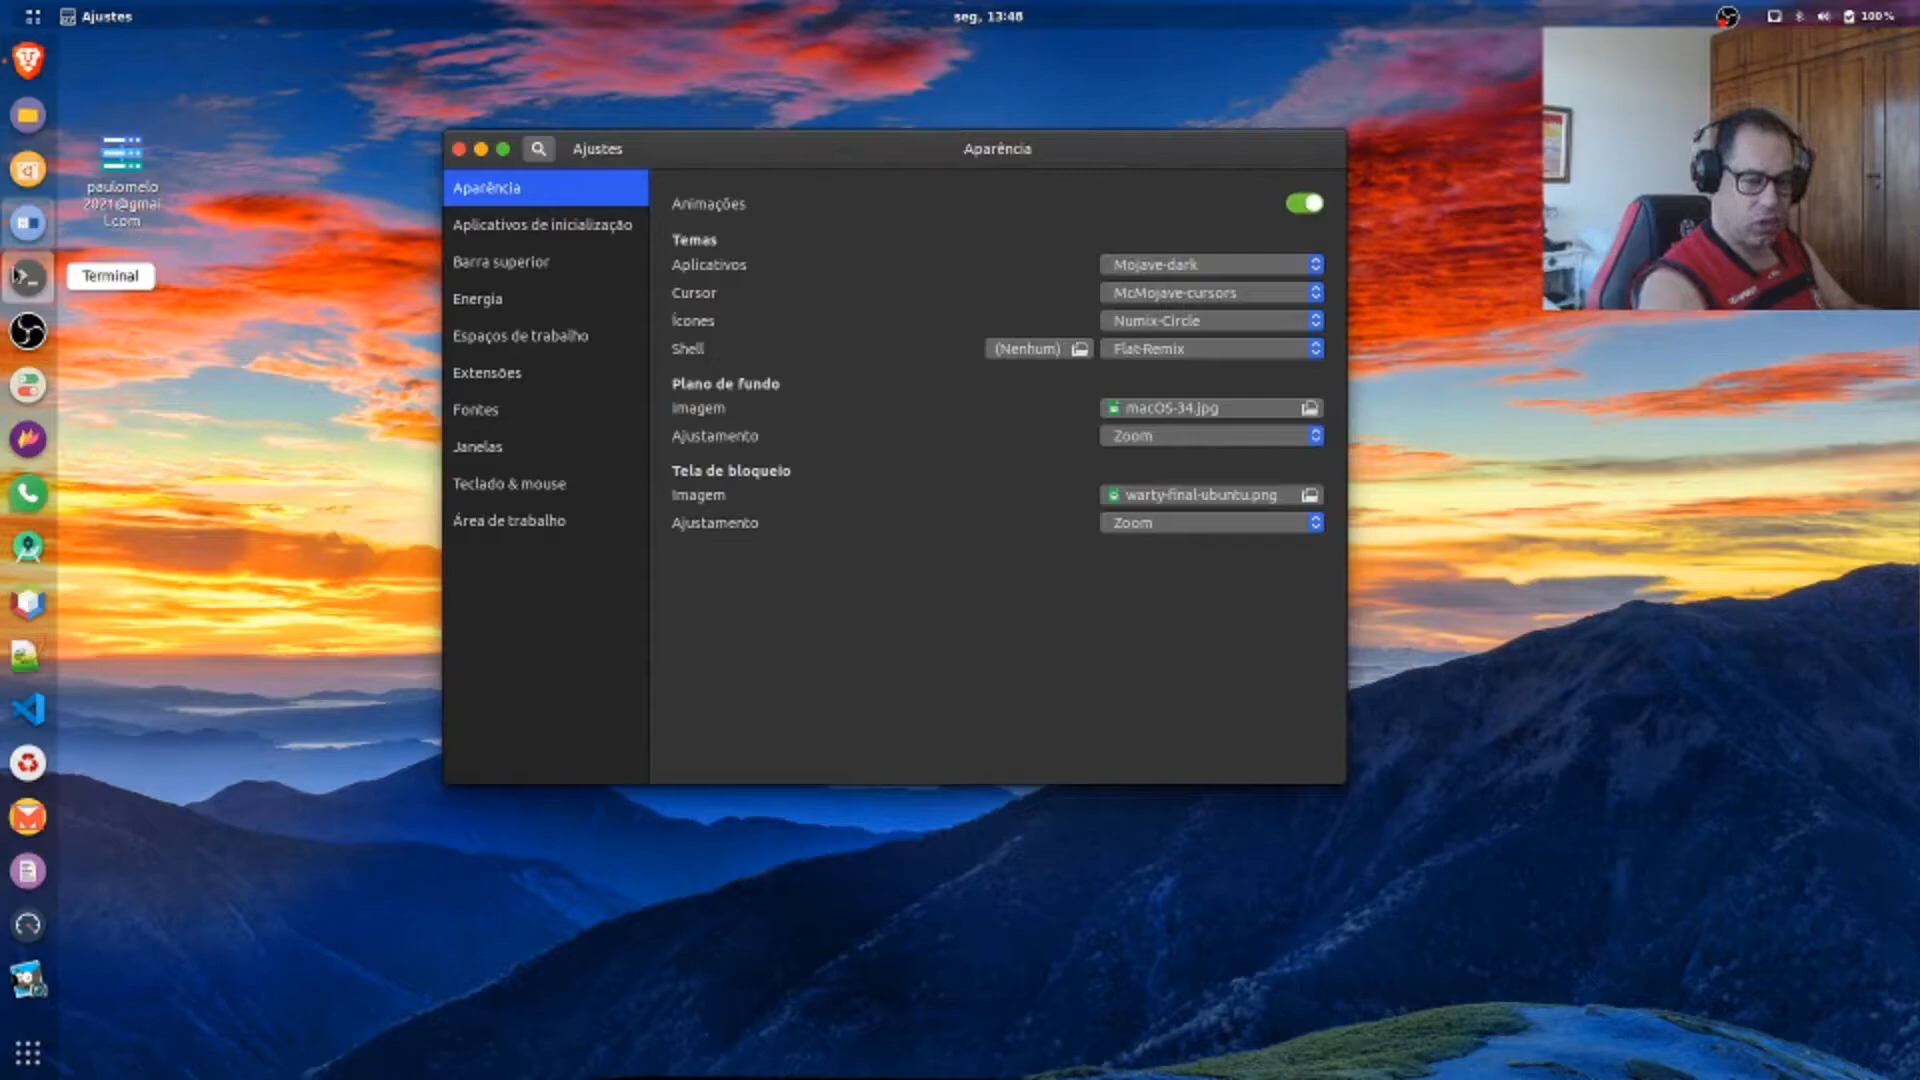 Ajustes
seg, 13:46
100%
paulomelo
2021@gmai
l.com
Terminal
Ajustes
Aparência
Aparência
Aplicativos de inicialização
Barra superior
Energia
Espaços de trabalho
Extensões
Fontes
Janelas
Teclado & mouse
Área de trabalho
Animações
Temas
Aplicativos
Mojave-dark
Cursor
McMojave-cursors
Ícones
Numix-Circle
Shell
(Nenhum)
Flat-Remix
Plano de fundo
Imagem
macOS-34.jpg
Ajustamento
Zoom
Tela de bloqueio
Imagem
warty-final-ubuntu.png
Ajustamento
Zoom